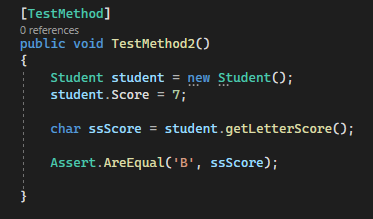 [TestMethod]
0 references
public void TestMethod2()
{
Student student = new Student();
student.Score = 7;
char ssScore = student.getLetterScore();
Assert.AreEqual('B', ssScore);
}